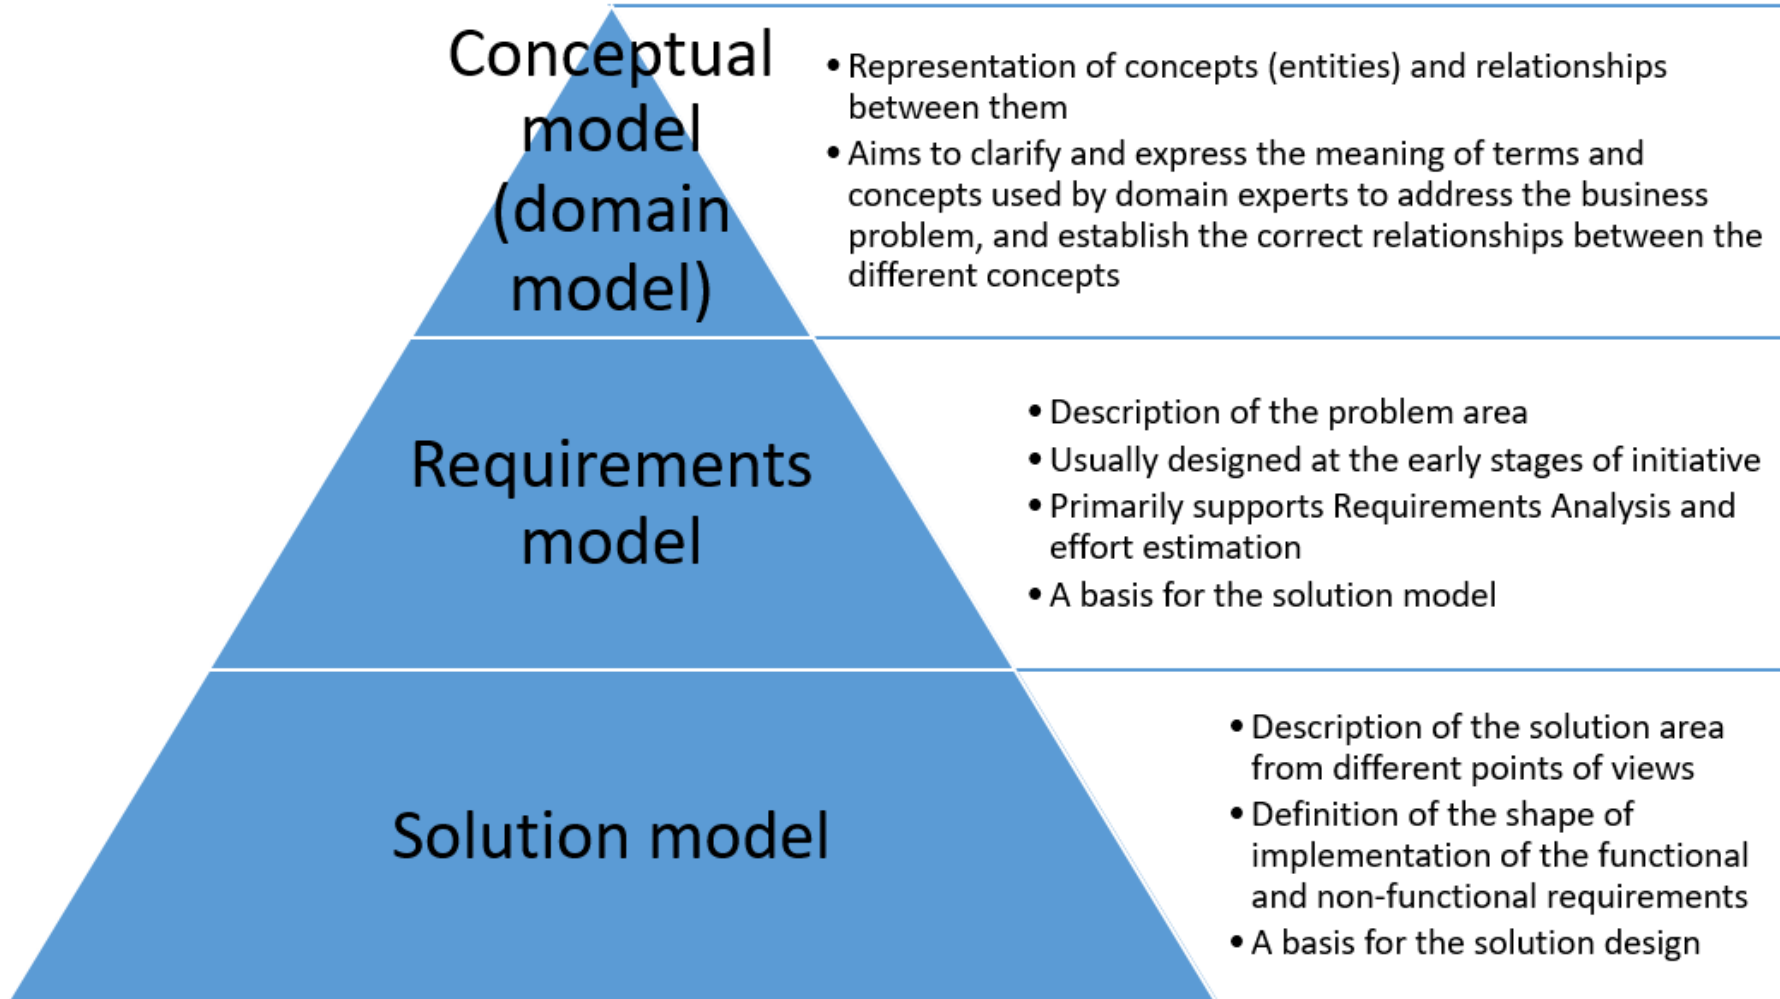 Conceptual
model
(domain
model)
• Representation of concepts (entities) and relationships
between them
• Aims to clarify and express the meaning of terms and
concepts used by domain experts to address the business
problem, and establish the correct relationships between the
different concepts
Requirements
model
• Description of the problem area
• Usually designed at the early stages of initiative
• Primarily supports Requirements Analysis and
effort estimation
• A basis for the solution model
Solution model
• Description of the solution area
from different points of views
• Definition of the shape of
implementation of the functional
and non-functional requirements
• A basis for the solution design